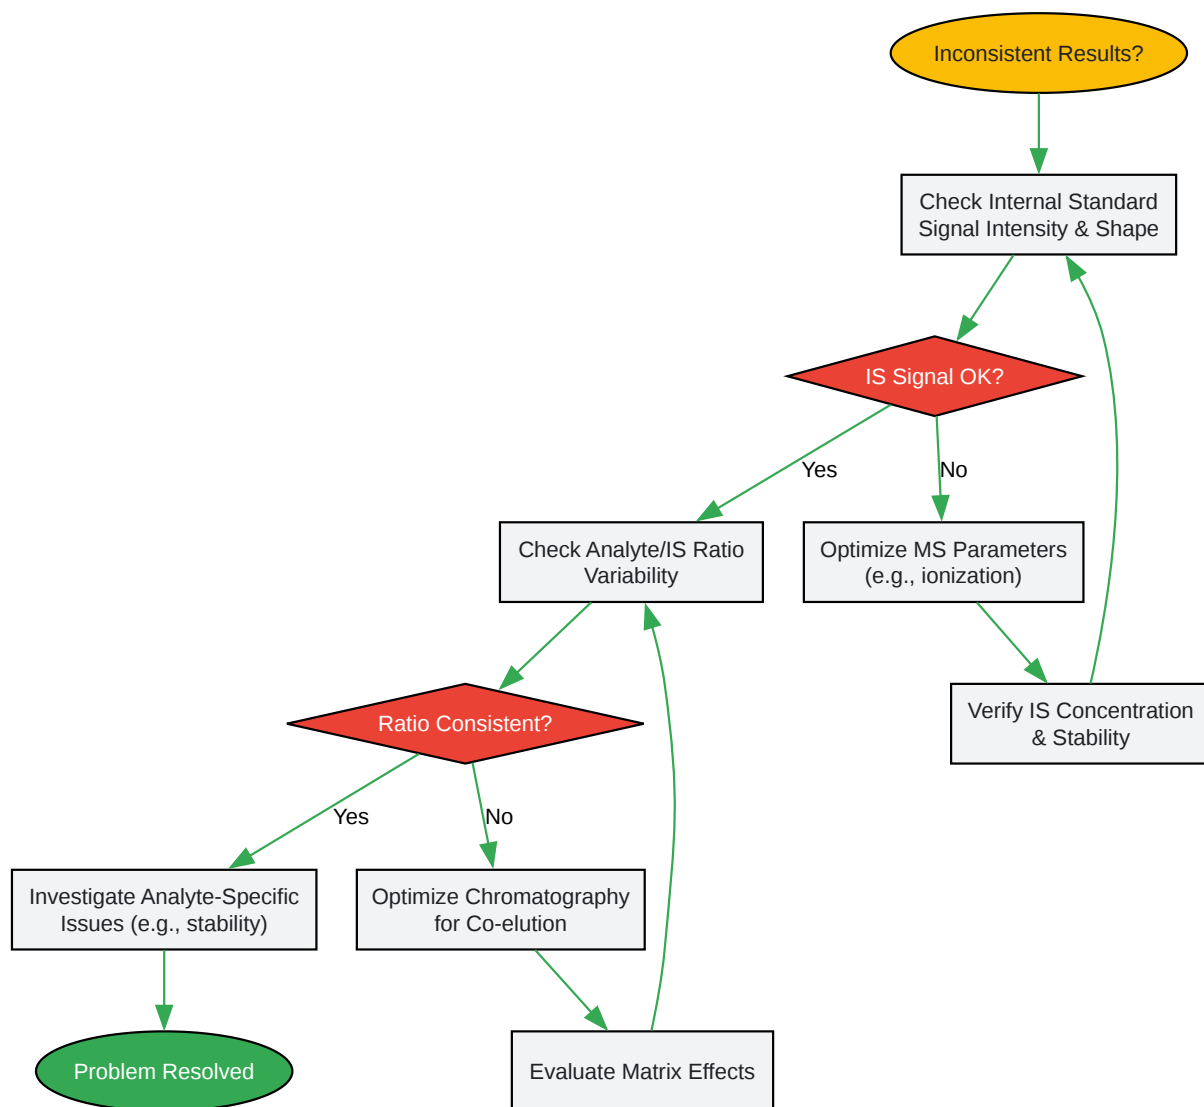 Inconsistent Results?
Check Internal Standard
Signal Intensity & Shape
IS Signal OK?
Yes
No
Check Analyte/IS Ratio
Variability
Optimize MS Parameters
(e.g., ionization)
Ratio Consistent?
Verify IS Concentration
& Stability
Yes
No
Investigate Analyte-Specific
Issues (e.g., stability)
Optimize Chromatography
for Co-elution
Problem Resolved
Evaluate Matrix Effects